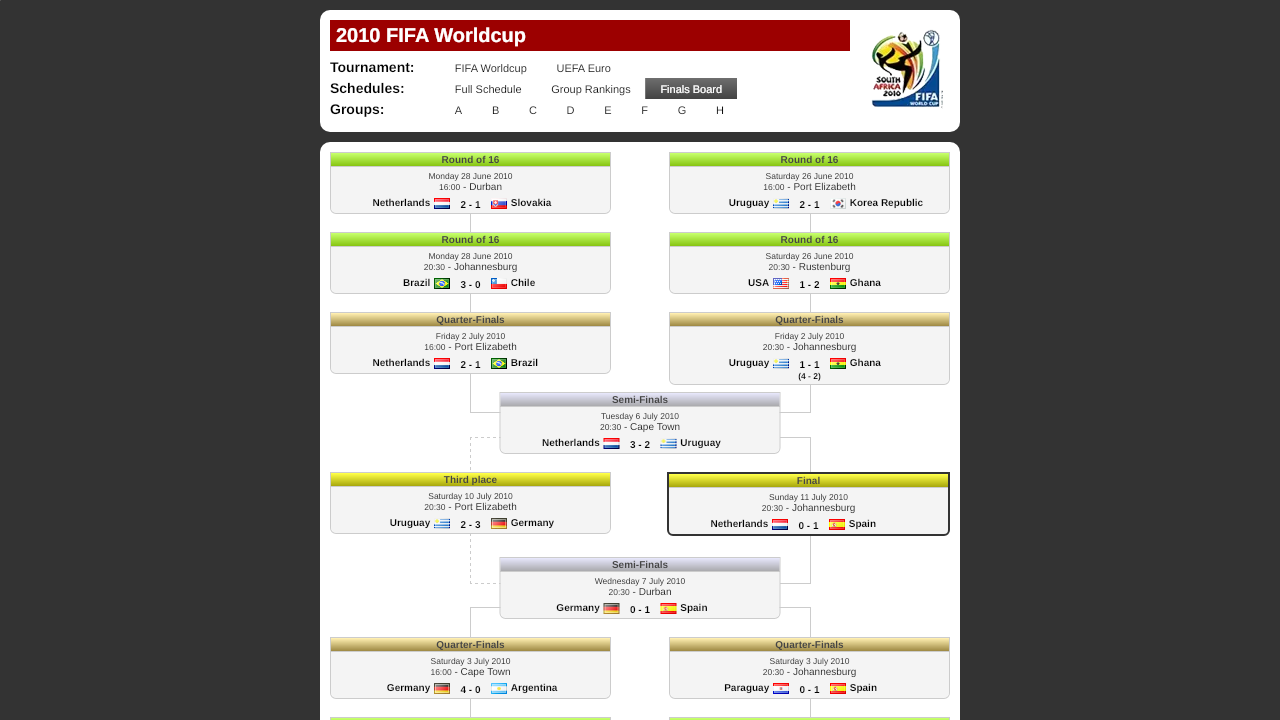 2010 FIFA Worldcup
Tournament: FIFA Worldcup UEFA Euro
Schedules: Full Schedule Group Rankings Finals Board
Groups: A B C D E F G H
SOUTH
AFRICA
2010
FIFA
WORLD CUP
Round of 16
Monday 28 June 2010
16:00 - Durban
Netherlands 2 - 1 Slovakia
Round of 16
Saturday 26 June 2010
16:00 - Port Elizabeth
Uruguay 2 - 1 Korea Republic
Round of 16
Monday 28 June 2010
20:30 - Johannesburg
Brazil 3 - 0 Chile
Round of 16
Saturday 26 June 2010
20:30 - Rustenburg
USA 1 - 2 Ghana
Quarter-Finals
Friday 2 July 2010
16:00 - Port Elizabeth
Netherlands 2 - 1 Brazil
Quarter-Finals
Friday 2 July 2010
20:30 - Johannesburg
Uruguay 1 - 1 Ghana
(4 - 2)
Semi-Finals
Tuesday 6 July 2010
20:30 - Cape Town
Netherlands 3 - 2 Uruguay
Third place
Saturday 10 July 2010
20:30 - Port Elizabeth
Uruguay 2 - 3 Germany
Final
Sunday 11 July 2010
20:30 - Johannesburg
Netherlands 0 - 1 Spain
Semi-Finals
Wednesday 7 July 2010
20:30 - Durban
Germany 0 - 1 Spain
Quarter-Finals
Saturday 3 July 2010
16:00 - Cape Town
Germany 4 - 0 Argentina
Quarter-Finals
Saturday 3 July 2010
20:30 - Johannesburg
Paraguay 0 - 1 Spain